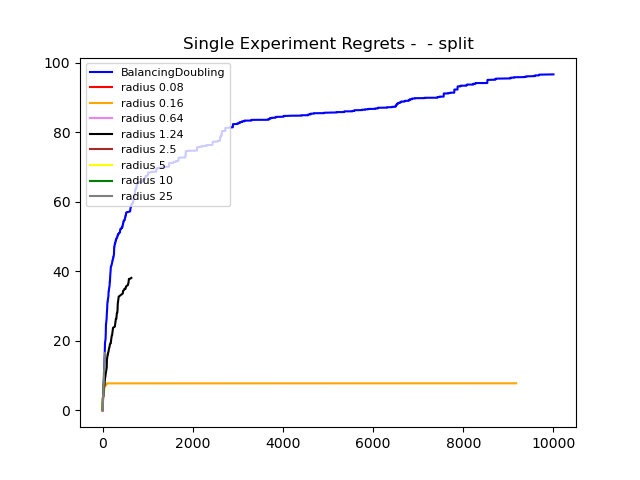 Single Experiment Regrets -  - split
100
80
60
40
20
0
BalancingDoubling
radius 0.08
radius 0.16
radius 0.64
radius 1.24
radius 2.5
radius 5
radius 10
radius 25
0 2000 4000 6000 8000 10000